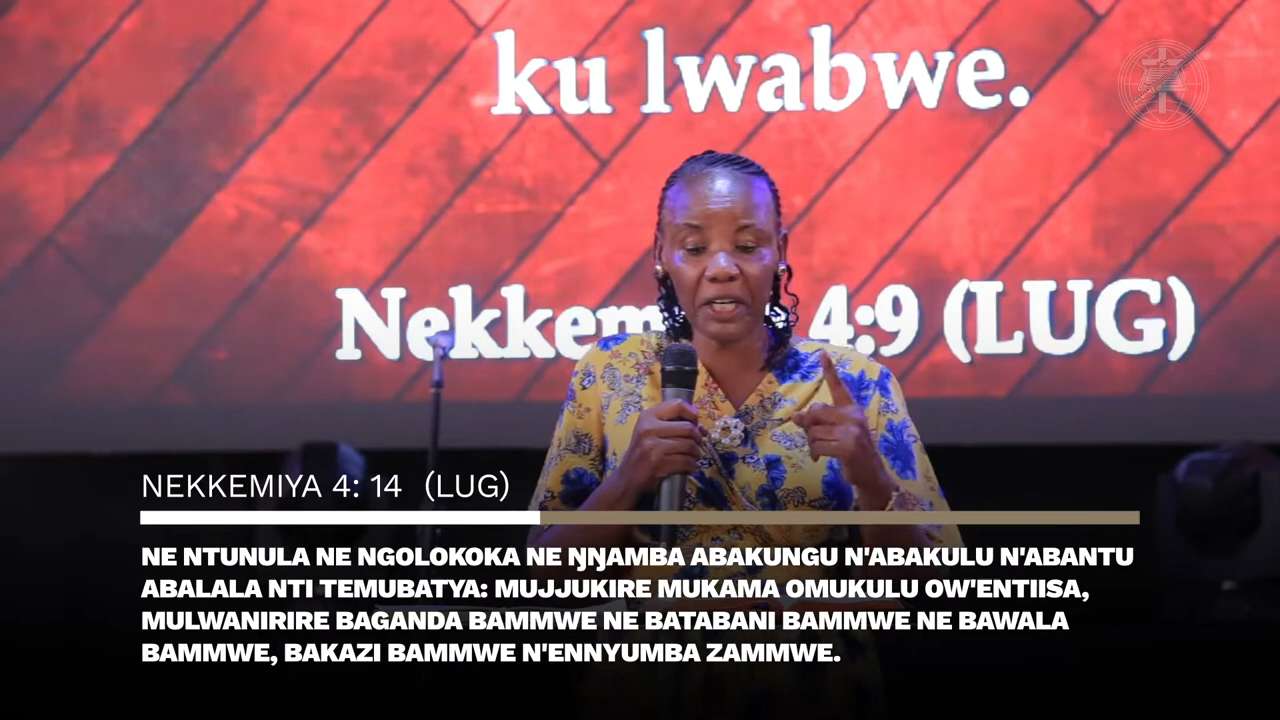 ku lwabwe.
Nekkem 4:9 (LUG)
NEKKEMIYA 4: 14 (LUG)
NE NTUNULA NE NGOLOKOKA NE ŊŊAMBA ABAKUNGU N'ABAKULU N'ABANTU
ABALALA NTI TEMUBATYA: MUJJUKIRE MUKAMA OMUKULU OW'ENTIISA,
MULWANIRIRE BAGANDA BAMMWE NE BATABANI BAMMWE NE BAWALA
BAMMWE, BAKAZI BAMMWE N'ENNYUMBA ZAMMWE.